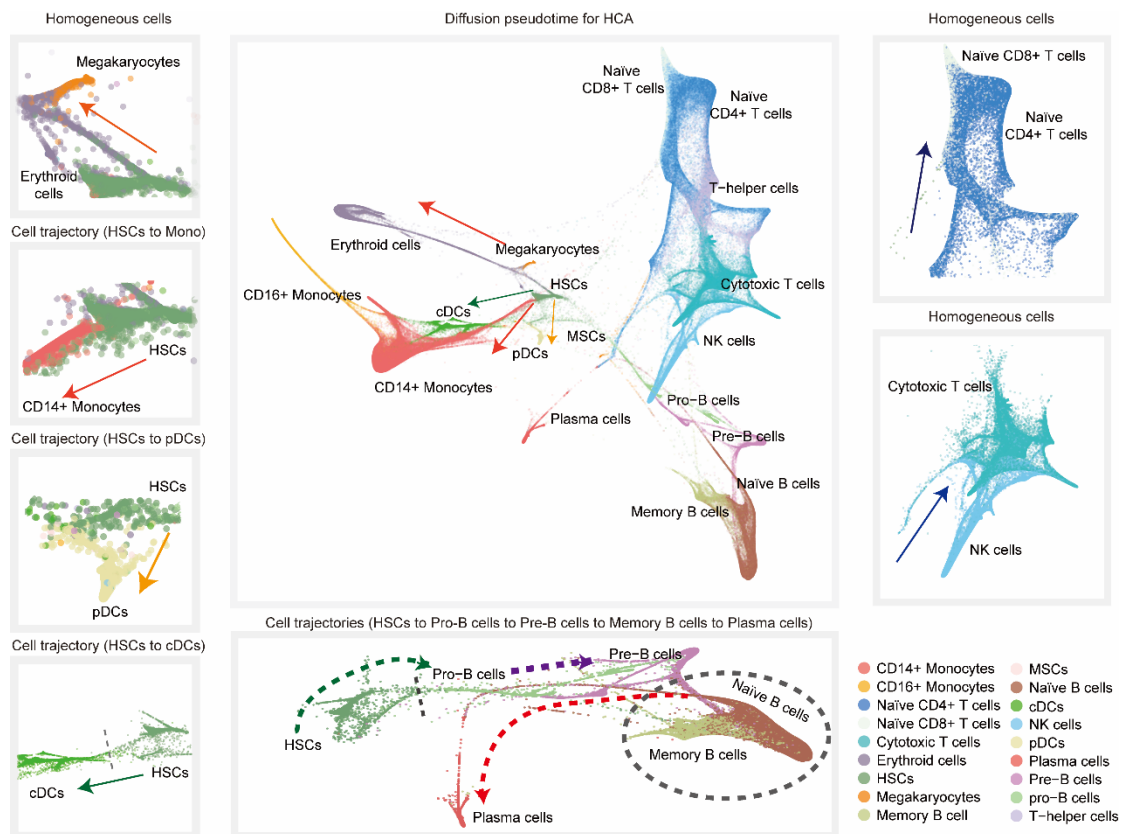 Homogeneous cells
Megakaryocytes
Erythroid
cells
Cell trajectory (HSCs to Mono)
HSCs
CD14+ Monocytes
Cell trajectory (HSCs to pDCs)
HSCs
pDCs
Cell trajectory (HSCs to cDCs)
HSCs
cDCs
Diffusion pseudotime for HCA
Naïve
CD8+ T cells
Naïve
CD4+ T cells
T−helper cells
Erythroid cells
Megakaryocytes
HSCs
Cytotoxic T cells
CD16+ Monocytes
cDCs
MSCs
NK cells
pDCs
CD14+ Monocytes
Pro−B cells
Plasma cells
Pre−B cells
Naïve B cells
Memory B cells
Cell trajectories (HSCs to Pro-B cells to Pre-B cells to Memory B cells to Plasma cells)
Pre−B cells
Pro−B cells
Naïve B cells
HSCs
Memory B cells
Plasma cells
Homogeneous cells
Naïve CD8+ T cells
Naïve
CD4+ T cells
Homogeneous cells
Cytotoxic T cells
NK cells
CD14+ Monocytes
CD16+ Monocytes
Naïve CD4+ T cells
Naïve CD8+ T cells
Cytotoxic T cells
Erythroid cells
HSCs
Megakaryocytes
Memory B cell
MSCs
Naïve B cells
cDCs
NK cells
pDCs
Plasma cells
Pre−B cells
pro−B cells
T−helper cells